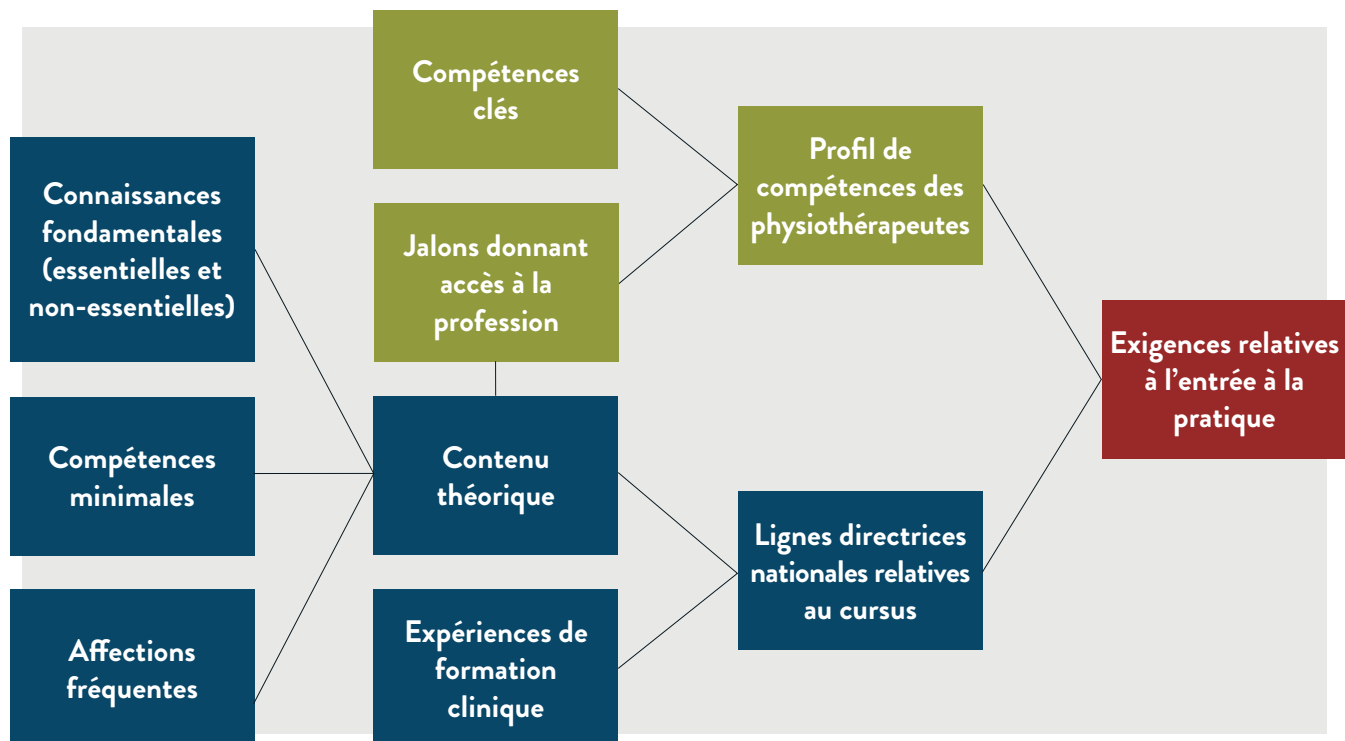 Compétences
clés
Connaissances
fondamentales
(essentielles et
non-essentielles)
Jalons donnant
accès à la
profession
Profil de
compétences des
physiothérapeutes
Exigences relatives
à l'entrée à la
pratique
Compétences
minimales
Contenu
théorique
Lignes directrices
nationales relatives
au cursus
Affections
fréquentes
Expériences de
formation
clinique